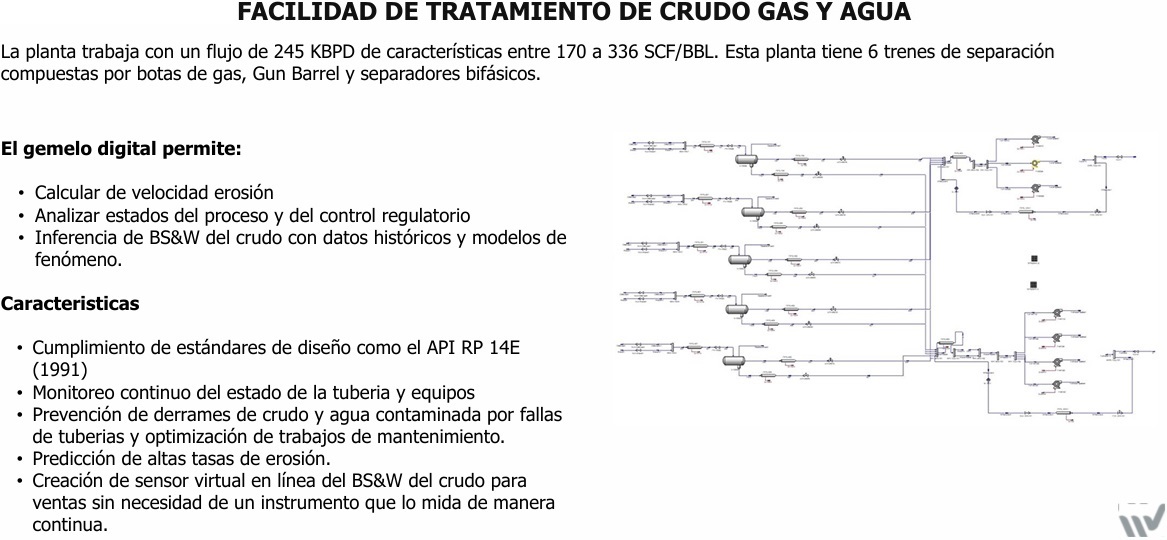 FACILIDAD DE TRATAMIENTO DE CRUDO GAS Y AGUA
La planta trabaja con un flujo de 245 KBPD de características entre 170 a 336 SCF/BBL. Esta planta tiene 6 trenes de separación
compuestas por botas de gas, Gun Barrel y separadores bifásicos.
El gemelo digital permite:
• Calcular de velocidad erosión
• Analizar estados del proceso y del control regulatorio
• Inferencia de BS&W del crudo con datos históricos y modelos de
fenómeno.
Caracteristicas
• Cumplimiento de estándares de diseño como el API RP 14E
(1991)
• Monitoreo continuo del estado de la tuberia y equipos
• Prevención de derrames de crudo y agua contaminada por fallas
de tuberias y optimización de trabajos de mantenimiento.
• Predicción de altas tasas de erosión.
• Creación de sensor virtual en línea del BS&W del crudo para
ventas sin necesidad de un instrumento que lo mida de manera
continua.